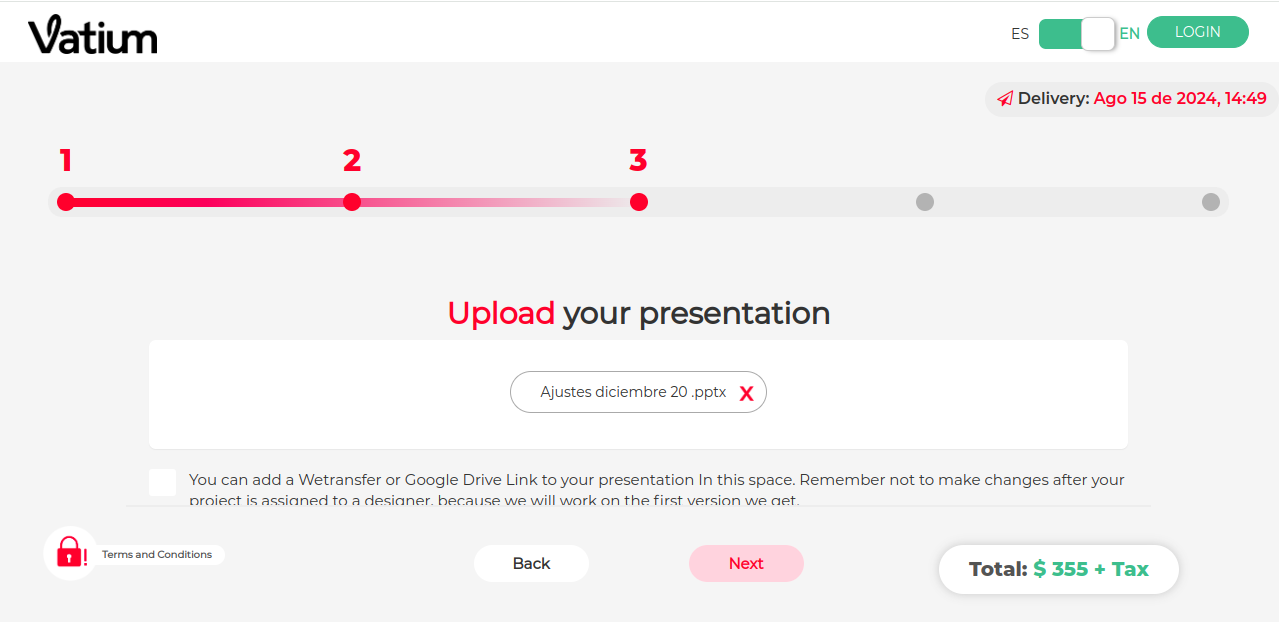 Vatium
ES EN LOGIN
Delivery: Ago 15 de 2024, 14:49
1 2 3
Upload your presentation
Ajustes diciembre 20 .pptx X
You can add a Wetransfer or Google Drive Link to your presentation In this space. Remember not to make changes after your
project is assigned to a designer, because we will work on the first version we get.
! Terms and Conditions
Back
Next
Total: $ 355 + Tax